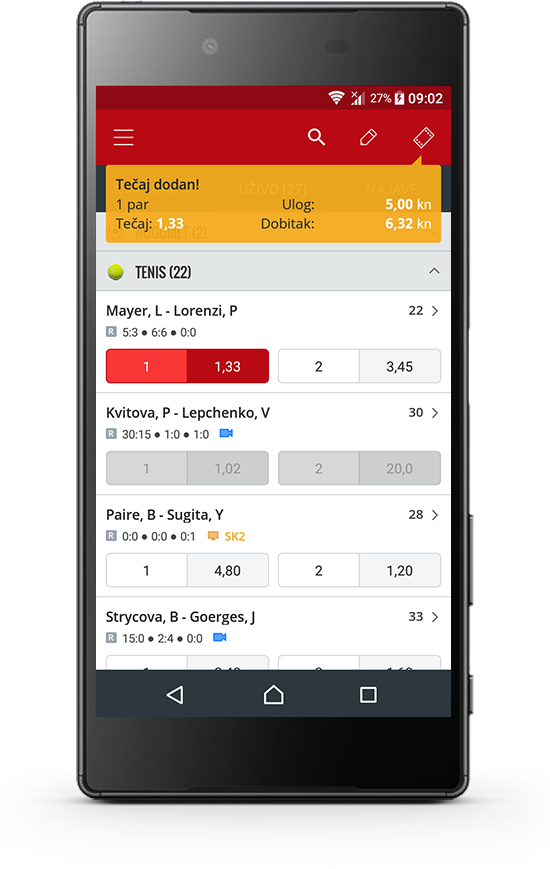 27% 09:02
Tečaj dodan!
1 par Ulog: 5,00 kn
Tečaj: 1,33 Dobitak: 6,32 kn
UŽIVO (27) NAJAVE
NOGOMET (2)
TENIS (22)
Mayer, L - Lorenzi, P 22
R 5:3 ● 6:6 ● 0:0
1 1,33 2 3,45
Kvitova, P - Lepchenko, V 30
R 30:15 ● 1:0 ● 1:0
1 1,02 2 20,0
Paire, B - Sugita, Y 28
R 0:0 ● 0:0 ● 0:1 SK2
1 4,80 2 1,20
Strycova, B - Goerges, J 33
R 15:0 ● 2:4 ● 0:0